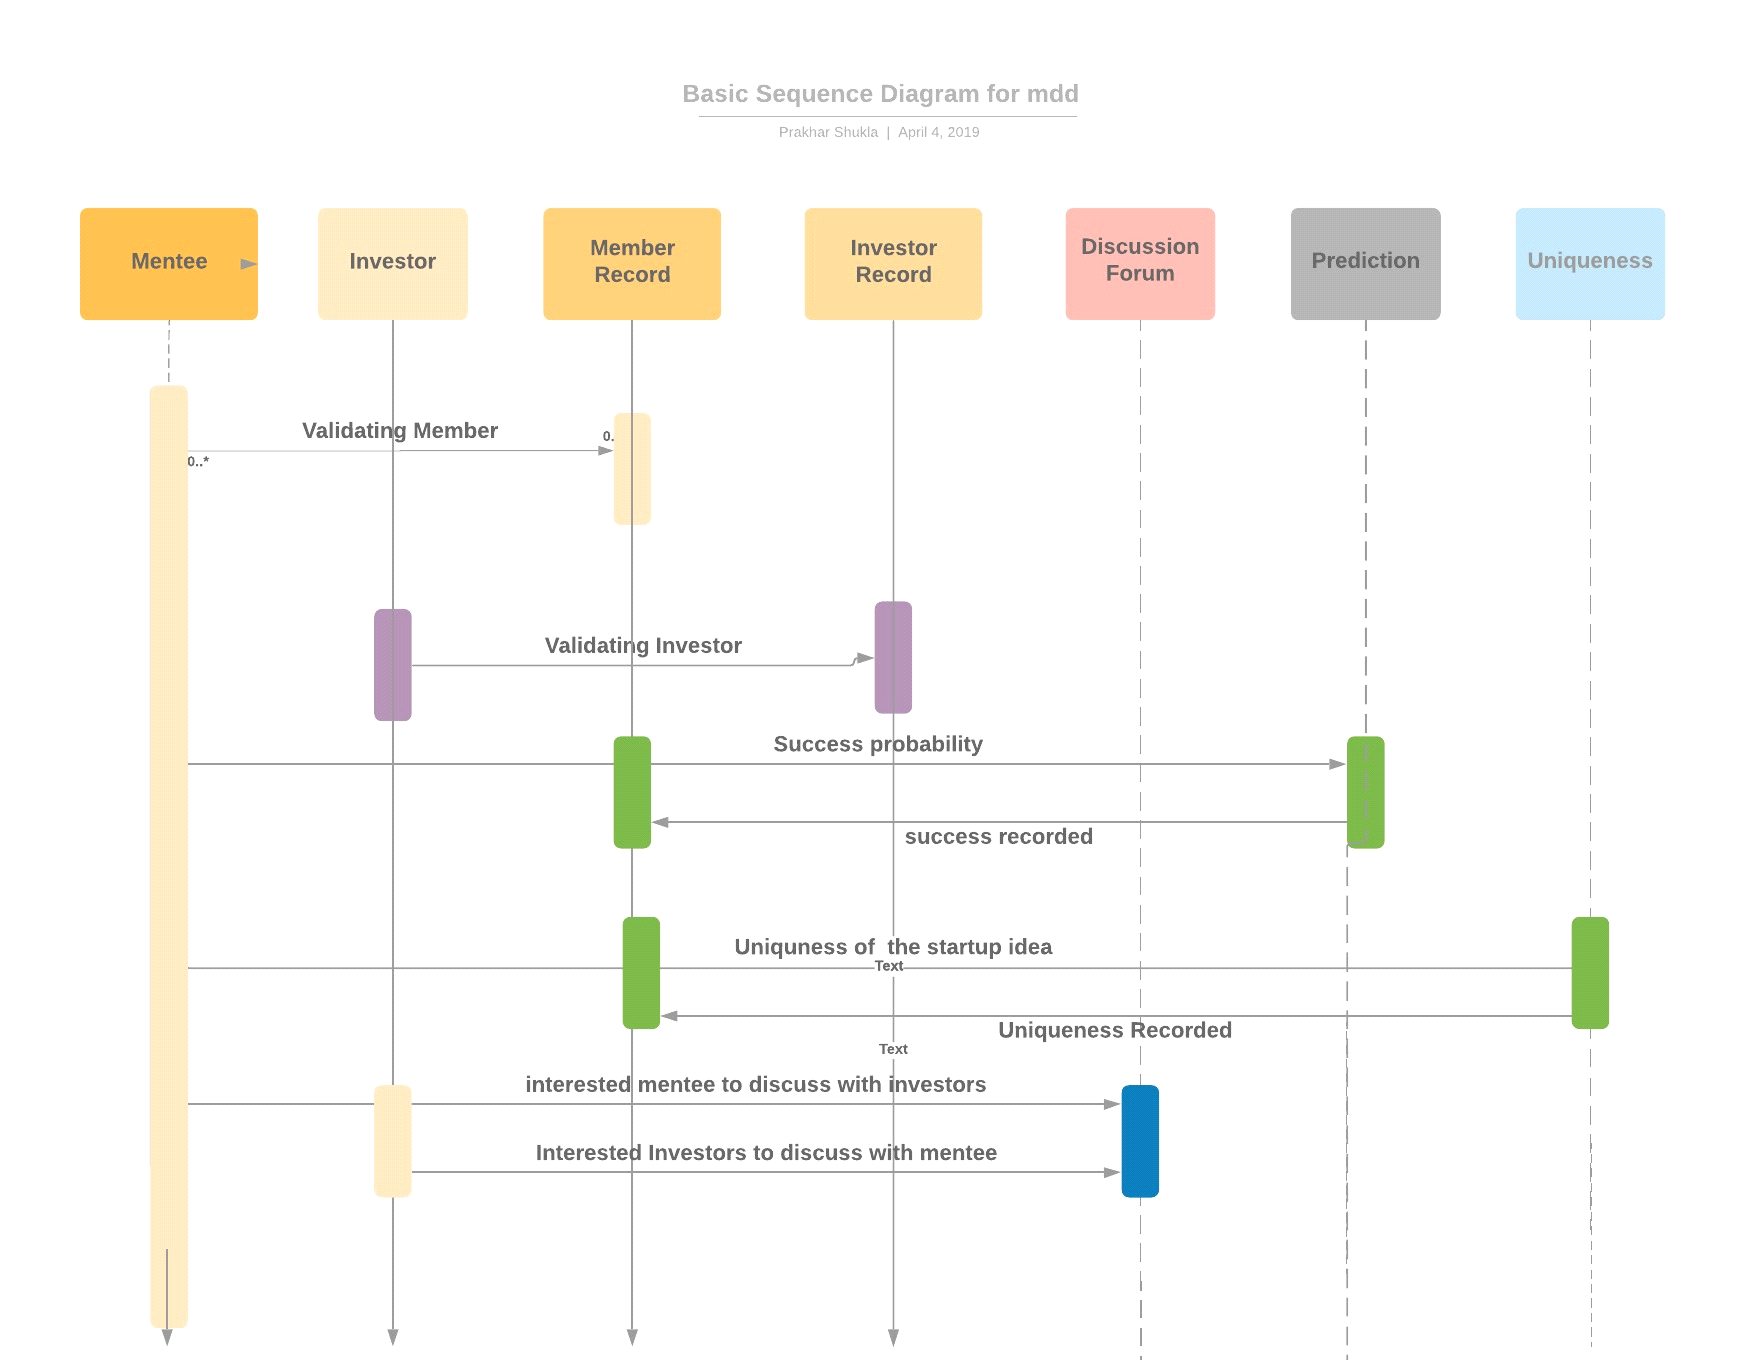 Basic Sequence Diagram for mdd
Prakhar Shukla | April 4, 2019
Mentee
Investor
Member
Record
Investor
Record
Discussion
Forum
Prediction
Uniqueness
Validating Member
0.
0..*
Validating Investor
Success probability
success recorded
Uniquness of  the startup idea
Text
Uniqueness Recorded
Text
interested mentee to discuss with investors
Interested Investors to discuss with mentee